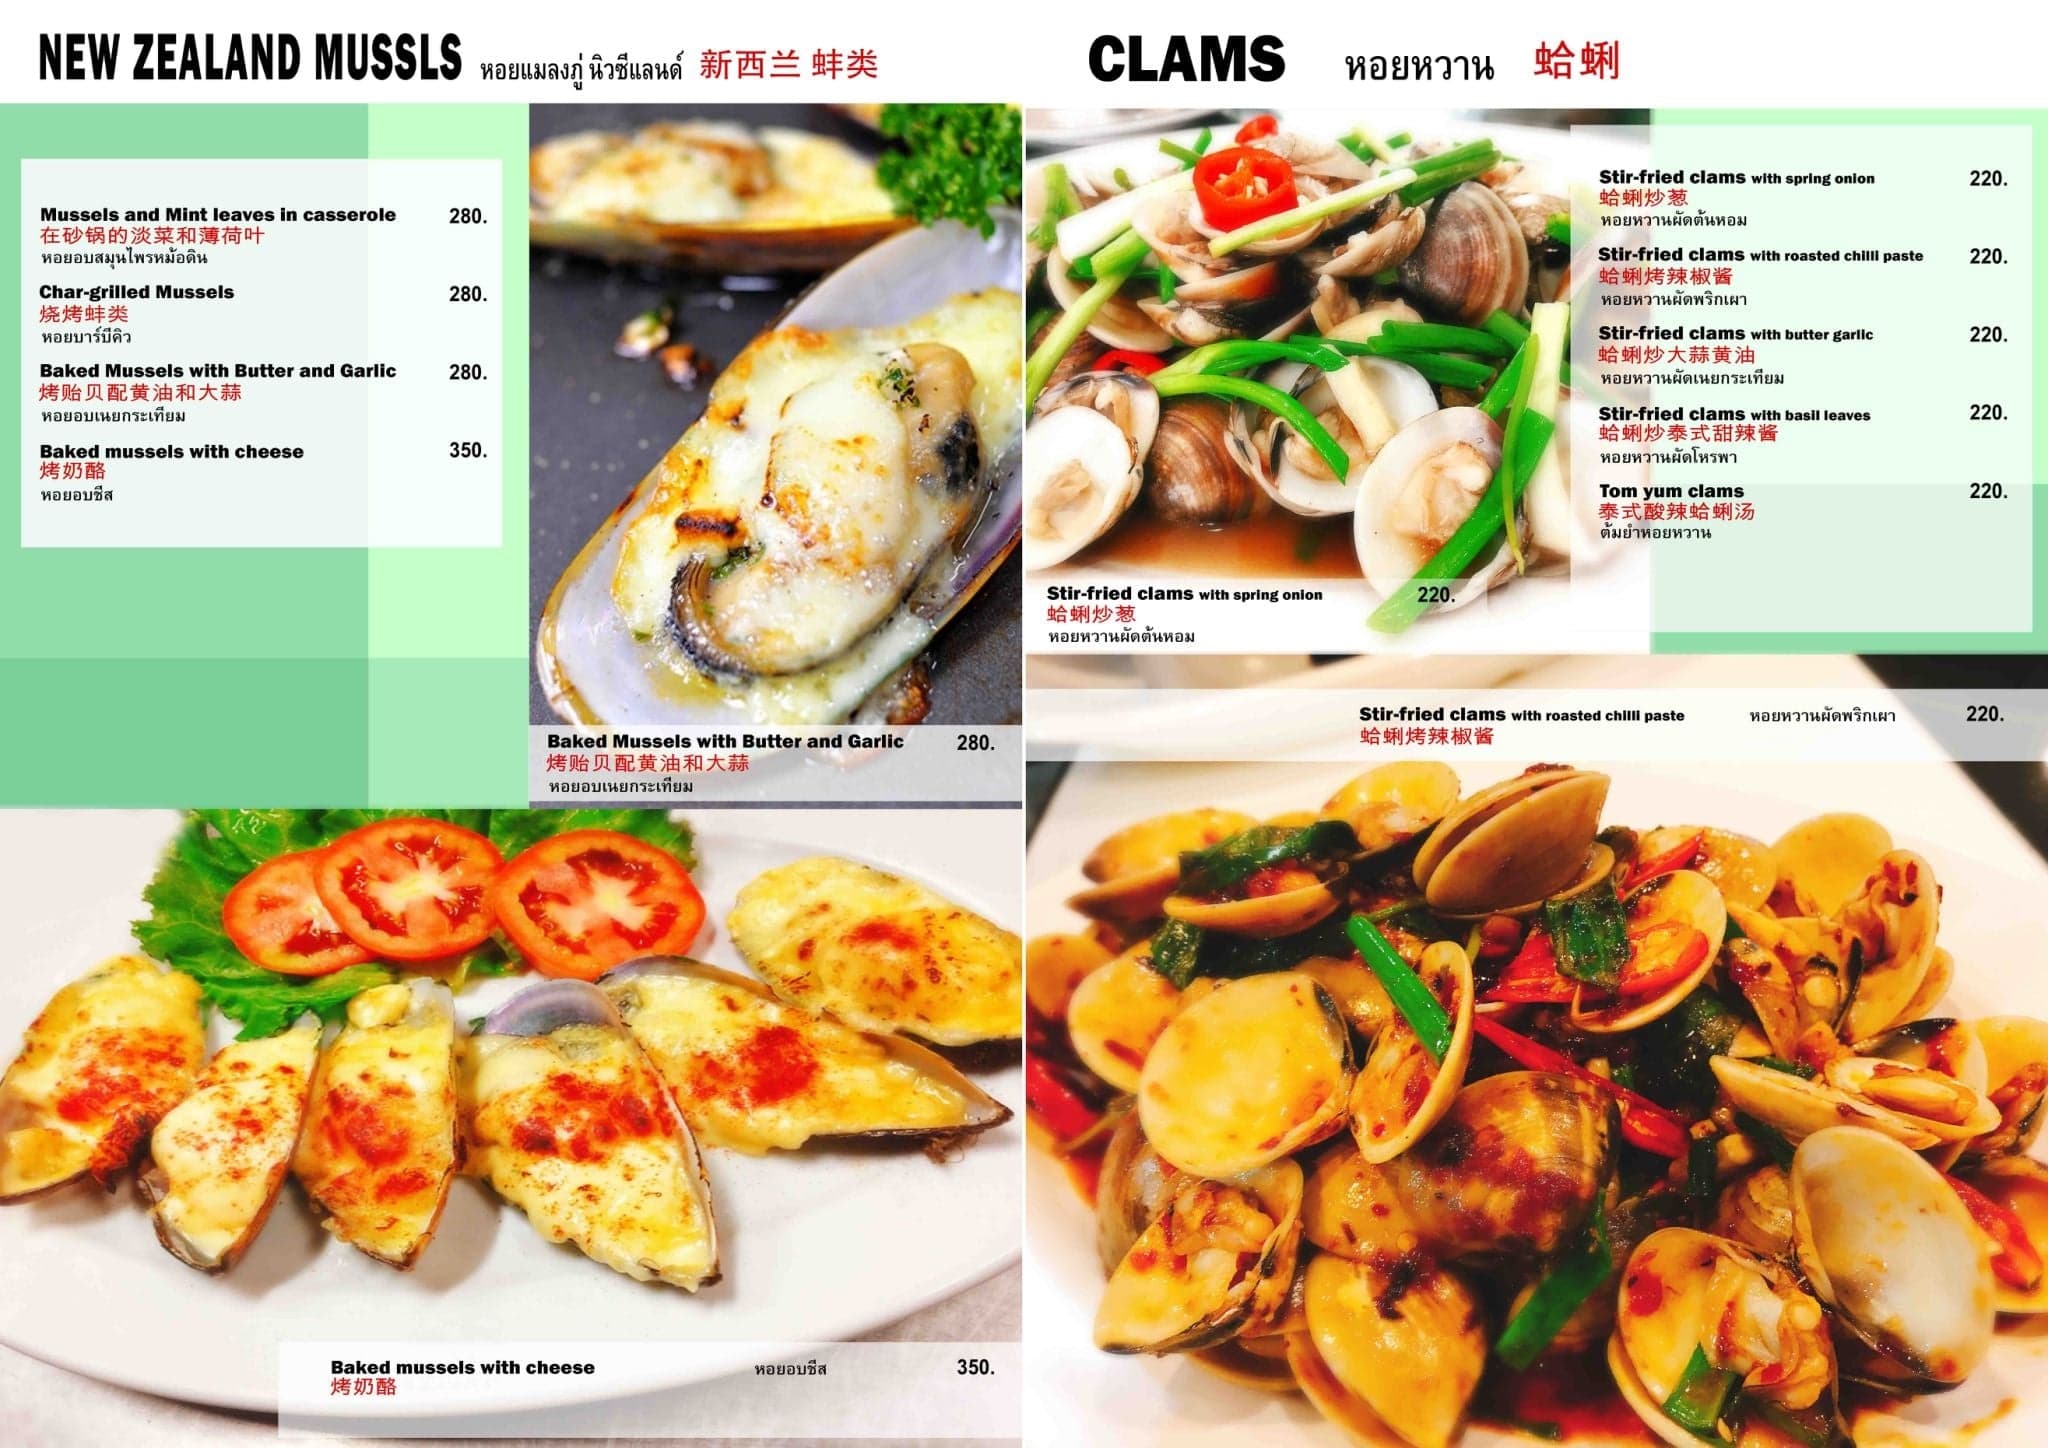 NEW ZEALAND MUSSLS หอยแมลงภู่ นิวซีแลนด์ 新西兰 蚌类
Mussels and Mint leaves in casserole 280.
在砂锅的淡菜和薄荷叶
หอยอบสมุนไพรหม้อดิน
Char-grilled Mussels 280.
烧烤蚌类
หอยบาร์บีคิว
Baked Mussels with Butter and Garlic 280.
烤贻贝配黄油和大蒜
หอยอบเนยกระเทียม
Baked mussels with cheese 350.
烤奶酪
หอยอบชีส
Baked Mussels with Butter and Garlic 280.
烤贻贝配黄油和大蒜
หอยอบเนยกระเทียม
Baked mussels with cheese หอยอบชีส 350.
烤奶酪
CLAMS หอยหวาน 蛤蜊
Stir-fried clams with spring onion 220.
蛤蜊炒葱
หอยหวานผัดต้นหอม
Stir-fried clams with roasted chilli paste 220.
蛤蜊烤辣椒酱
หอยหวานผัดพริกเผา
Stir-fried clams with butter garlic 220.
蛤蜊炒大蒜黄油
หอยหวานผัดเนยกระเทียม
Stir-fried clams with basil leaves 220.
蛤蜊炒泰式甜辣酱
หอยหวานผัดโหรพา
Tom yum clams 220.
泰式酸辣蛤蜊汤
ต้มยำหอยหวาน
Stir-fried clams with spring onion 220.
蛤蜊炒葱
หอยหวานผัดต้นหอม
Stir-fried clams with roasted chilli paste หอยหวานผัดพริกเผา 220.
蛤蜊烤辣椒酱